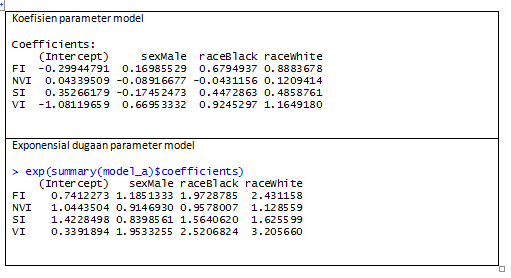 Koefisien parameter model
Coefficients:
(Intercept) sexMale raceBlack raceWhite
FI -0.29944791 0.16985529 0.6794937 0.8883678
NVI 0.04339509 -0.08916677 -0.0431156 0.1209414
SI 0.35266179 -0.17452473 0.4472863 0.4858761
VI -1.08119659 0.66953332 0.9245297 1.1649180
Exponensial dugaan parameter model
> exp(summary(model_a)$coefficients)
(Intercept) sexMale raceBlack raceWhite
FI 0.7412273 1.1851333 1.9728785 2.431158
NVI 1.0443504 0.9146930 0.9578007 1.128559
SI 1.4228498 0.8398561 1.5640620 1.625599
VI 0.3391894 1.9533255 2.5206824 3.205660